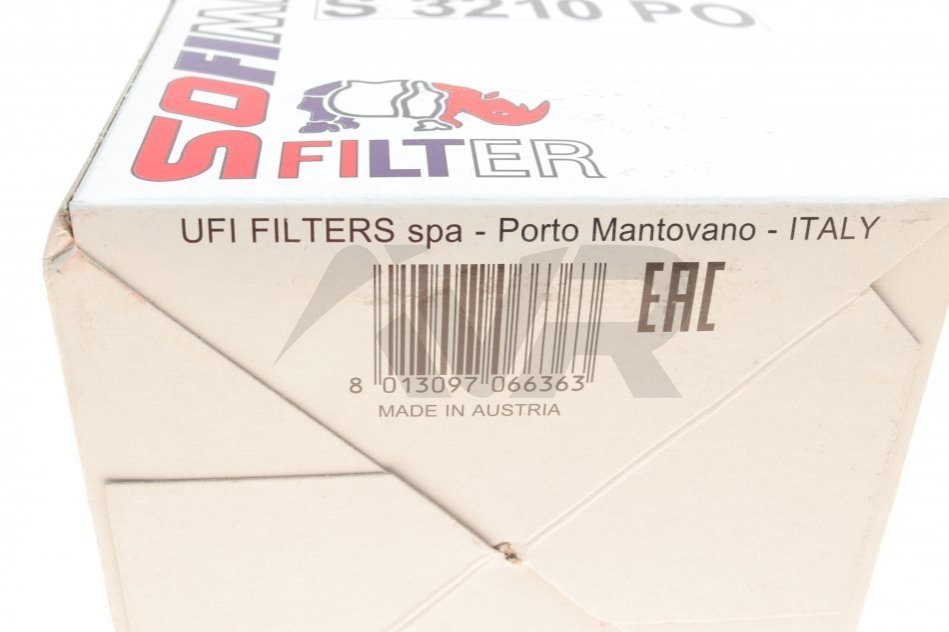 S 3210 PO
SOFIMA
FILTER
UFI FILTERS spa - Porto Mantovano - ITALY
EAC
8 013097 066363
MADE IN AUSTRIA